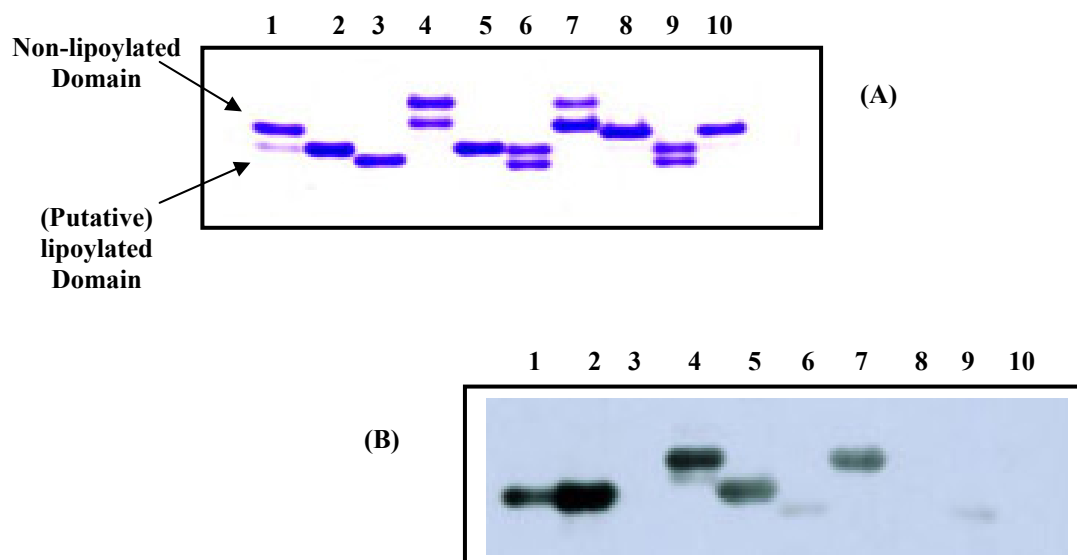 1 2 3 4 5 6 7 8 9 10
Non-lipoylated
Domain
(A)
(Putative)
lipoylated
Domain
1 2 3 4 5 6 7 8 9 10
(B)